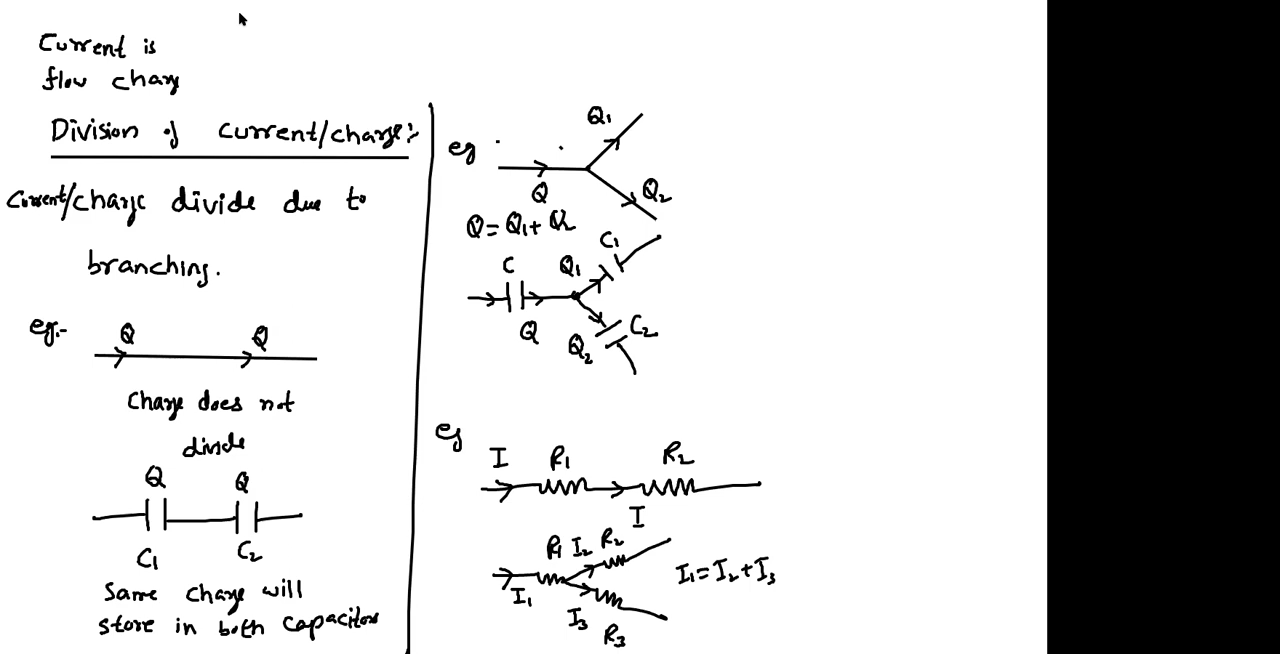 Current is
flow charge
Division of current/charge:-
Current/charge divide due to
branching.
eg:-
Q Q
Charge does not
divide
Q Q
C1 C2
Same charge will
store in both capacitors
eg
Q1
Q
Q2
Q=Q1+Q2
C Q1 C1
Q Q2 C2
eg
I R1 R2
I
R1 I2 R2
I1=I2+I3
I1
I3
R3